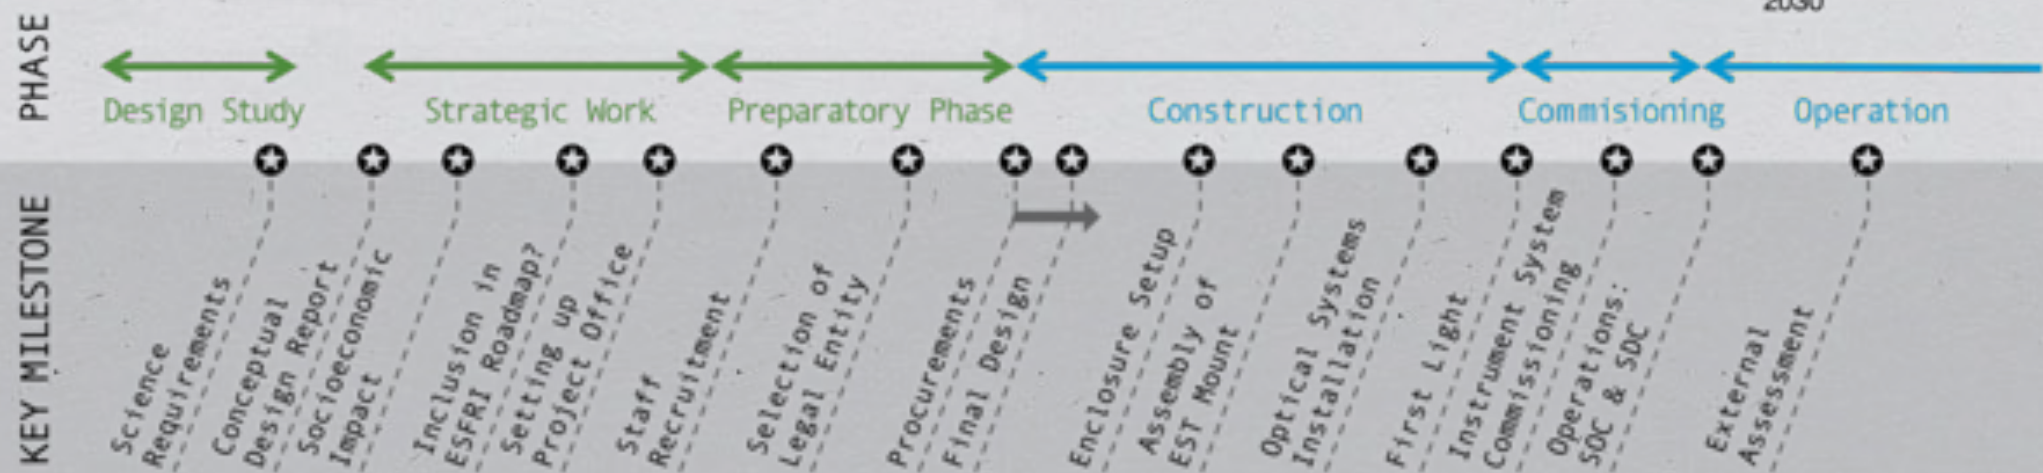 2030
PHASE
Design Study
Strategic Work
Preparatory Phase
Construction
Commisioning
Operation
KEY MILESTONE
Science
Requirements
Conceptual
Design Report
Socioeconomic
Impact
Inclusion in
ESFRI Roadmap?
Setting up
Project Office
Staff
Recruitment
Selection of
Legal Entity
Procurements
Final Design
Enclosure Setup
Assembly of
EST Mount
Optical Systems
Installation
First Light
Instrument System
Commissioning
Operations:
SOC & SDC
External
Assessment